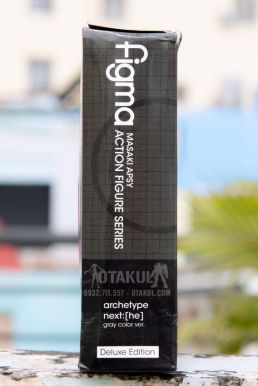 figma
MASAKI APSY
ACTION FIGURE SERIES
OTAKUL
0932.711.557 - OTAKUL.COM
archetype
next:[he]
gray color ver.
Deluxe Edition